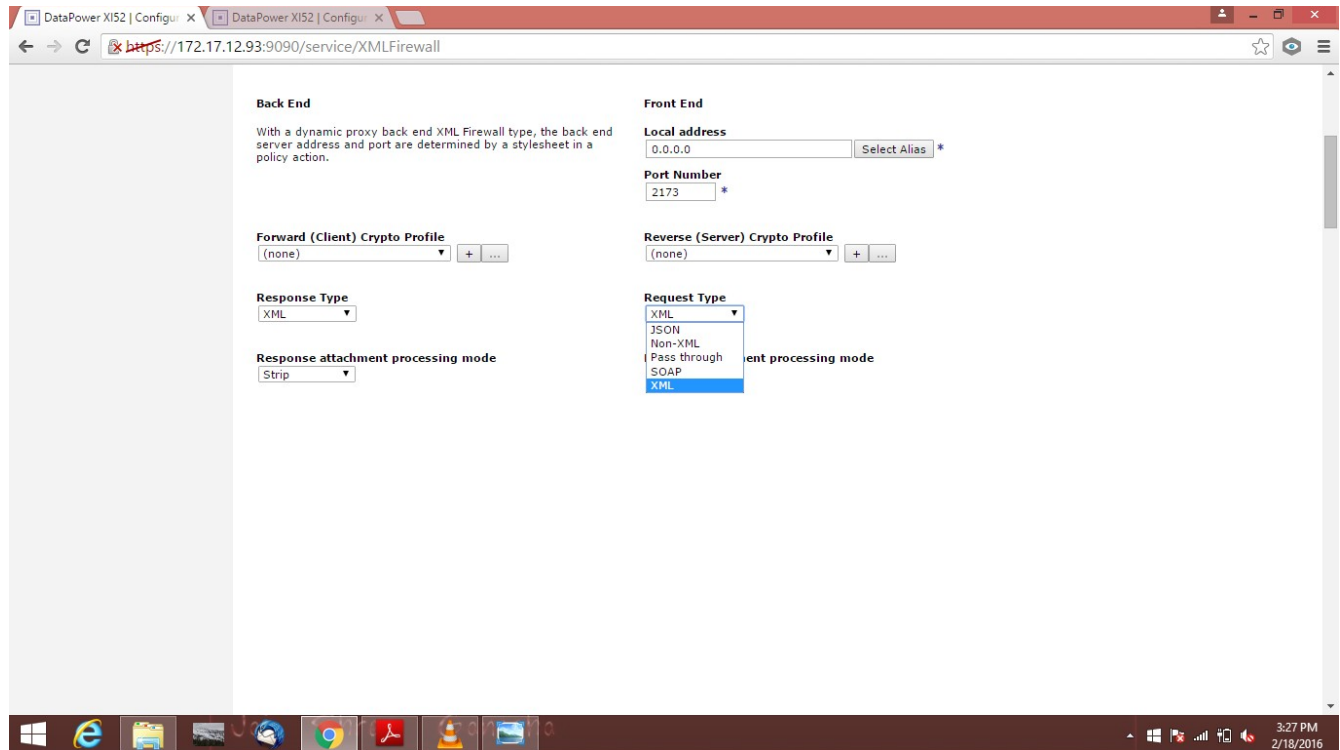 DataPower XI52 | Configur
DataPower XI52 | Configur
https://172.17.12.93:9090/service/XMLFirewall
Back End
With a dynamic proxy back end XML Firewall type, the back end
server address and port are determined by a stylesheet in a
policy action.
Front End
Local address
0.0.0.0
Select Alias *
Port Number
2173 *
Forward (Client) Crypto Profile
(none) + ...
Reverse (Server) Crypto Profile
(none) + ...
Response Type
XML
Request Type
XML
JSON
Non-XML
Pass through
SOAP
XML
Response attachment processing mode
Strip
ent processing mode
3:27 PM
2/18/2016